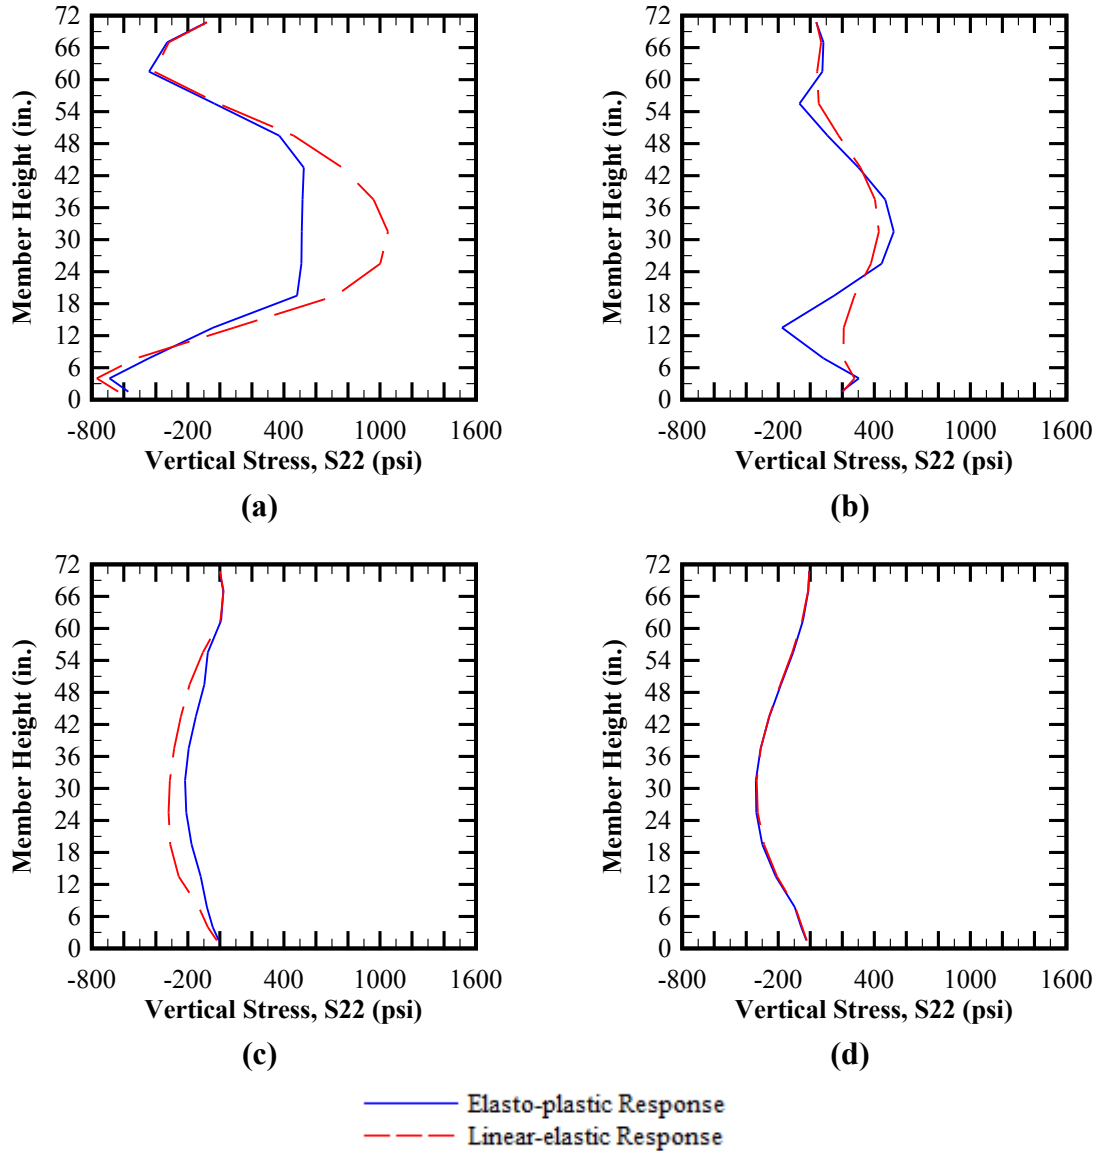 72
66
60
54
48
42
36
30
24
18
12
6
0
Member Height (in.)
-800 -200 400 1000 1600
Vertical Stress, S22 (psi)
(a)
72
66
60
54
48
42
36
30
24
18
12
6
0
Member Height (in.)
-800 -200 400 1000 1600
Vertical Stress, S22 (psi)
(b)
72
66
60
54
48
42
36
30
24
18
12
6
0
Member Height (in.)
-800 -200 400 1000 1600
Vertical Stress, S22 (psi)
(c)
72
66
60
54
48
42
36
30
24
18
12
6
0
Member Height (in.)
-800 -200 400 1000 1600
Vertical Stress, S22 (psi)
(d)
Elasto-plastic Response
Linear-elastic Response